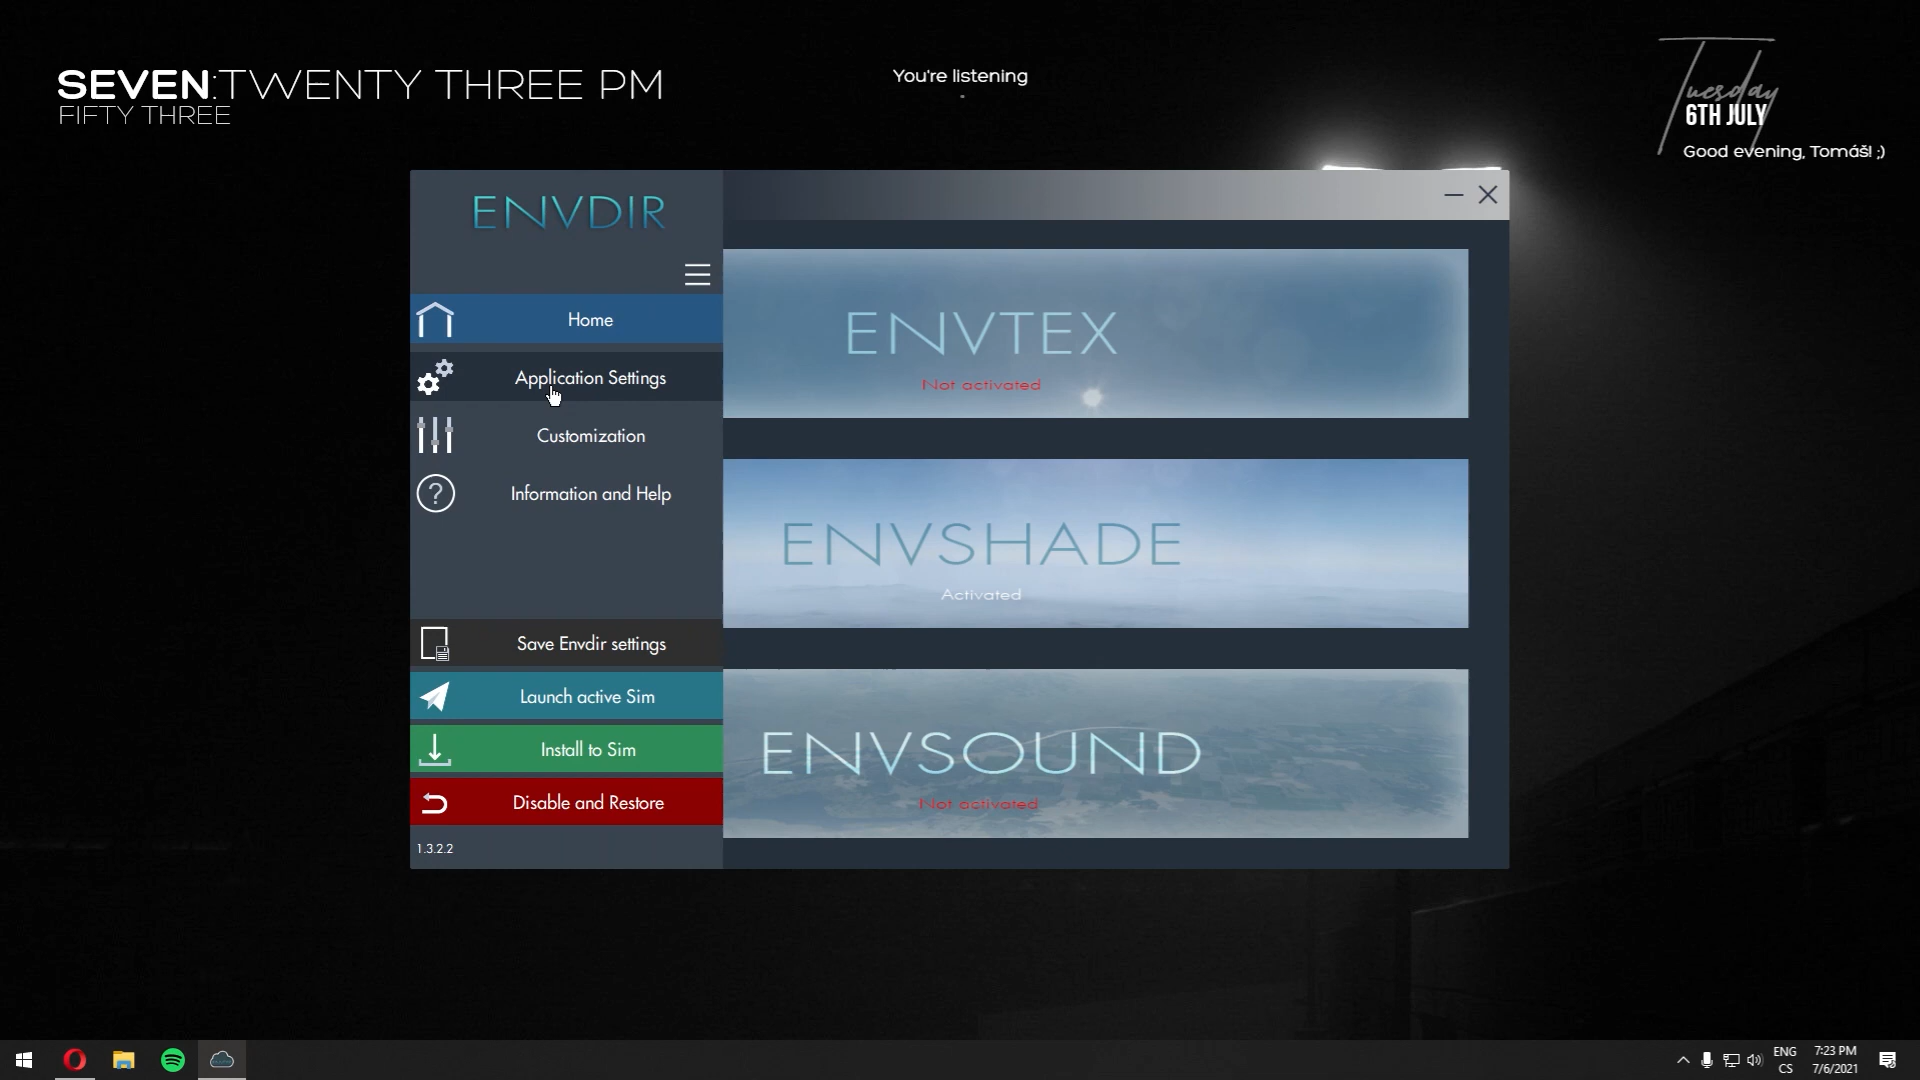 SEVEN:TWENTY THREE PM
FIFTY THREE
You're listening
-
Tuesday
6TH JULY
Good evening, Tomáš! ;)
ENVDIR
Home
Application Settings
Customization
Information and Help
Save Envdir settings
Launch active Sim
Install to Sim
Disable and Restore
1.3.2.2
ENVTEX
Not activated
ENVSHADE
Activated
ENVSOUND
Not activated
ENG
CS
7:23 PM
7/6/2021